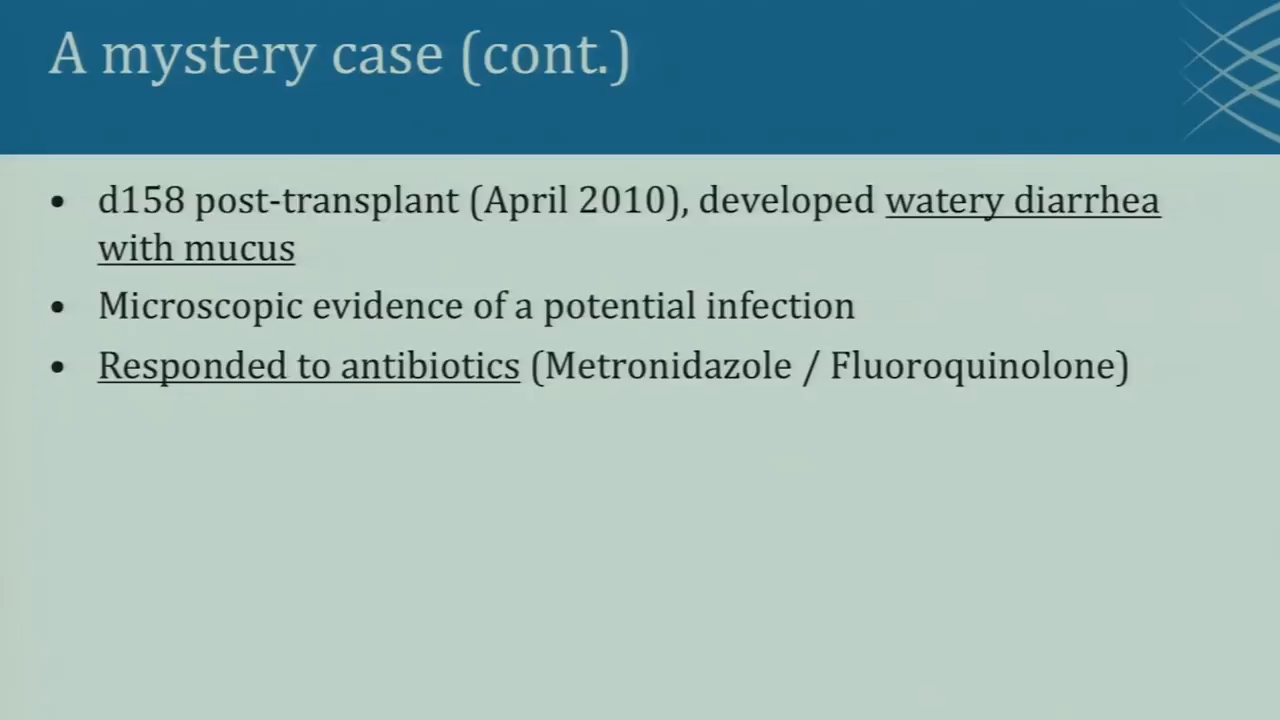 A mystery case (cont.)
• d158 post-transplant (April 2010), developed watery diarrhea
with mucus
• Microscopic evidence of a potential infection
• Responded to antibiotics (Metronidazole / Fluoroquinolone)